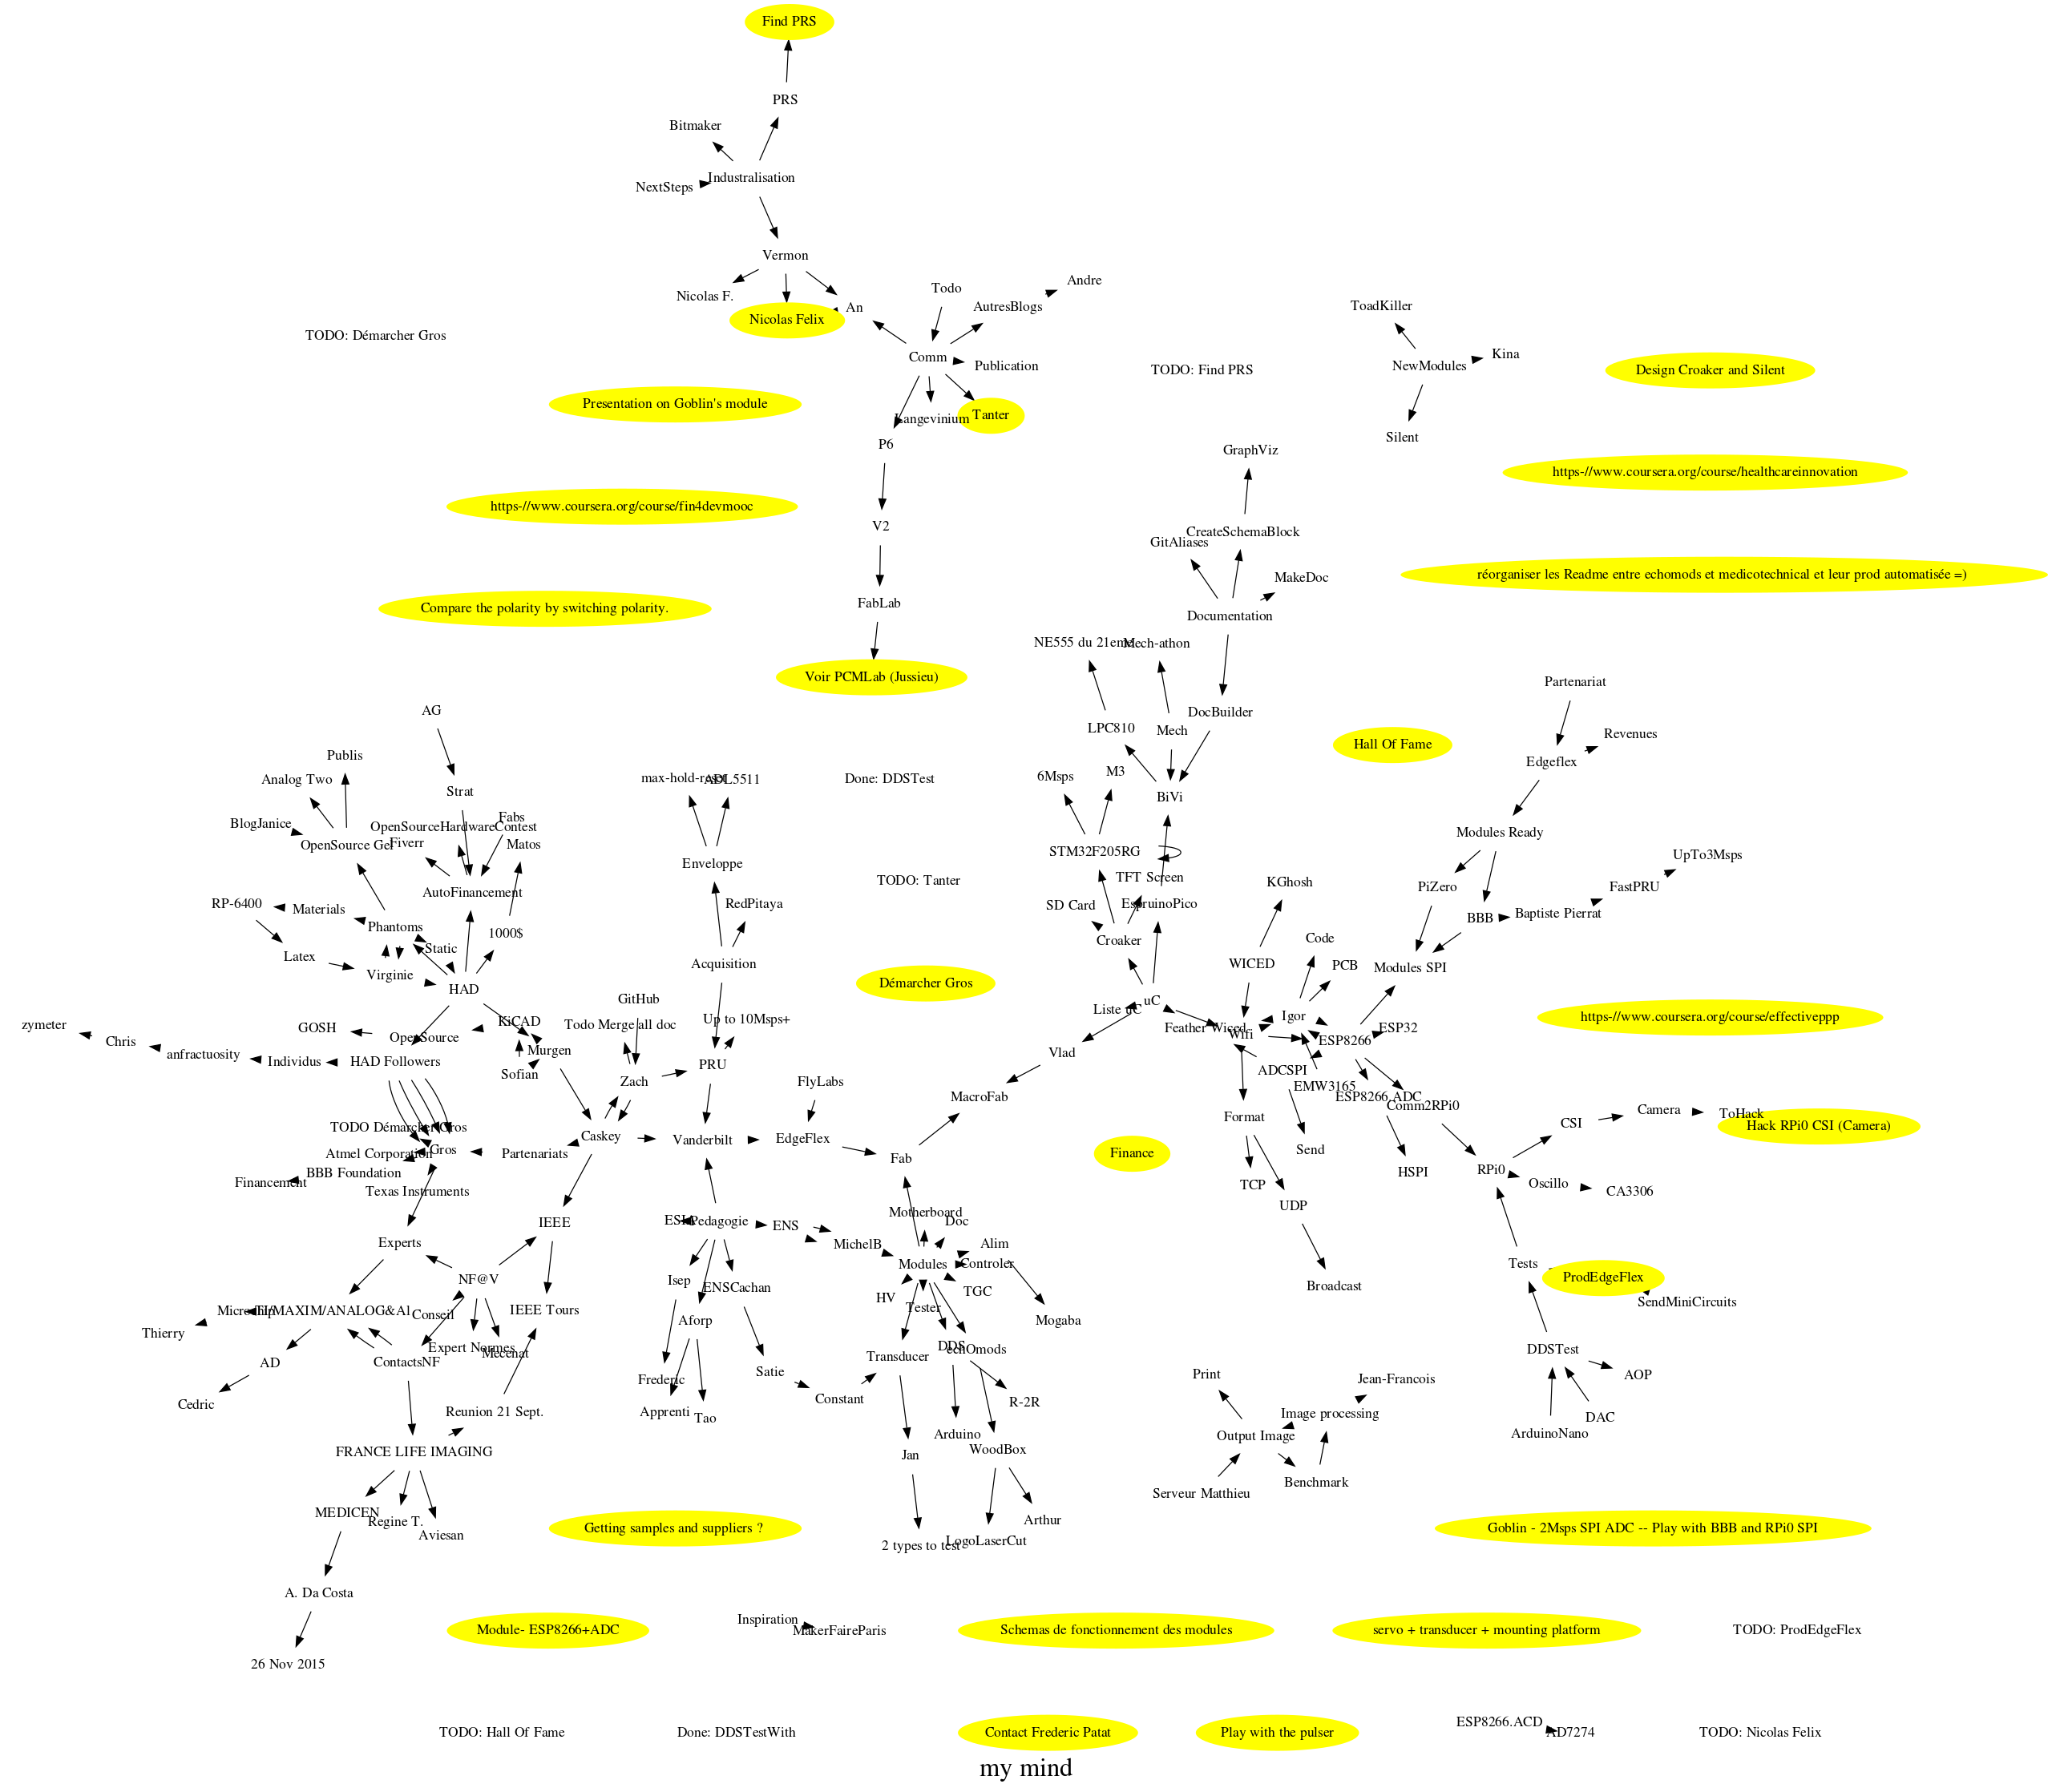 Find PRS
PRS
Bitmaker
Industralisation
NextSteps
Vermon
Nicolas F.
Nicolas Felix
An
Todo
AutresBlogs
Andre
Comm
Publication
Langevinium
Tanter
P6
V2
FabLab
Voir PCMLab (Jussieu)
TODO: Démarcher Gros
Presentation on Goblin's module
https-//www.coursera.org/course/fin4devmooc
Compare the polarity by switching polarity.
TODO: Find PRS
ToadKiller
NewModules
Kina
Silent
Design Croaker and Silent
https-//www.coursera.org/course/healthcareinnovation
réorganiser les Readme entre echomods et medicotechnical et leur prod automatisée =)
GraphViz
CreateSchemaBlock
GitAliases
MakeDoc
Documentation
NE555 du 21eme
Mech-athon
DocBuilder
LPC810
Mech
BiVi
6Msps
M3
STM32F205RG
TFT Screen
EspruinoPico
SD Card
Croaker
uC
Liste uC
Feather Wiced
Wifi
Vlad
MacroFab
Hall Of Fame
Partenariat
Edgeflex
Revenues
Modules Ready
PiZero
BBB
Baptiste Pierrat
FastPRU
UpTo3Msps
Modules SPI
KGhosh
WICED
Code
PCB
Igor
ESP8266
ESP32
ADCSPI
EMW3165
ESP8266 ADC
Comm2RPi0
Format
Send
TCP
UDP
Broadcast
HSPI
https-//www.coursera.org/course/effectiveppp
RPi0
CSI
Camera
ToHack
Hack RPi0 CSI (Camera)
Oscillo
CA3306
Tests
ProdEdgeFlex
SendMiniCircuits
DDSTest
AOP
DAC
ArduinoNano
AG
Strat
Publis
Analog Two
BlogJanice
OpenSource Gel
OpenSourceHardwareContest
Fabs
Fiverr
Matos
AutoFinancement
RP-6400
Materials
Phantoms
Static
1000$
Latex
Virginie
HAD
GOSH
OpenSource
KiCAD
zymeter
Chris
anfractuosity
Individus
HAD Followers
Murgen
Sofian
TODO Démarcher Gros
Atmel Corporation
Gros
Partenariats
BBB Foundation
Financement
Texas Instruments
Experts
max-hold-reset
ADL5511
Enveloppe
RedPitaya
Acquisition
GitHub
Todo Merge all doc
Up to 10Msps+
PRU
Zach
Caskey
Vanderbilt
FlyLabs
EdgeFlex
Fab
Done: DDSTest
TODO: Tanter
Démarcher Gros
Finance
IEEE
NF@V
IEEE Tours
Conseil
Expert Normes
Mecenat
TI/MAXIM/ANALOG&Al
Thierry
AD
Cedric
ContactsNF
Reunion 21 Sept.
FRANCE LIFE IMAGING
MEDICEN
Regine T.
Aviesan
A. Da Costa
26 Nov 2015
Pedagogie
ENS
MichelB
Isep
ENSCachan
Aforp
Frederic
Apprenti
Tao
Satie
Constant
Motherboard
Doc
Alim
Modules
Controler
TGC
HV
Tester
Mogaba
Transducer
DDS
echOmods
R-2R
Arduino
WoodBox
Jan
2 types to test
LogoLaserCut
Arthur
Print
Jean-Francois
Image processing
Output Image
Benchmark
Serveur Matthieu
Getting samples and suppliers ?
Goblin - 2Msps SPI ADC -- Play with BBB and RPi0 SPI
Module- ESP8266+ADC
Inspiration
MakerFaireParis
Schemas de fonctionnement des modules
servo + transducer + mounting platform
TODO: ProdEdgeFlex
TODO: Hall Of Fame
Done: DDSTestWith
Contact Frederic Patat
Play with the pulser
ESP8266.ACD
AD7274
TODO: Nicolas Felix
my mind